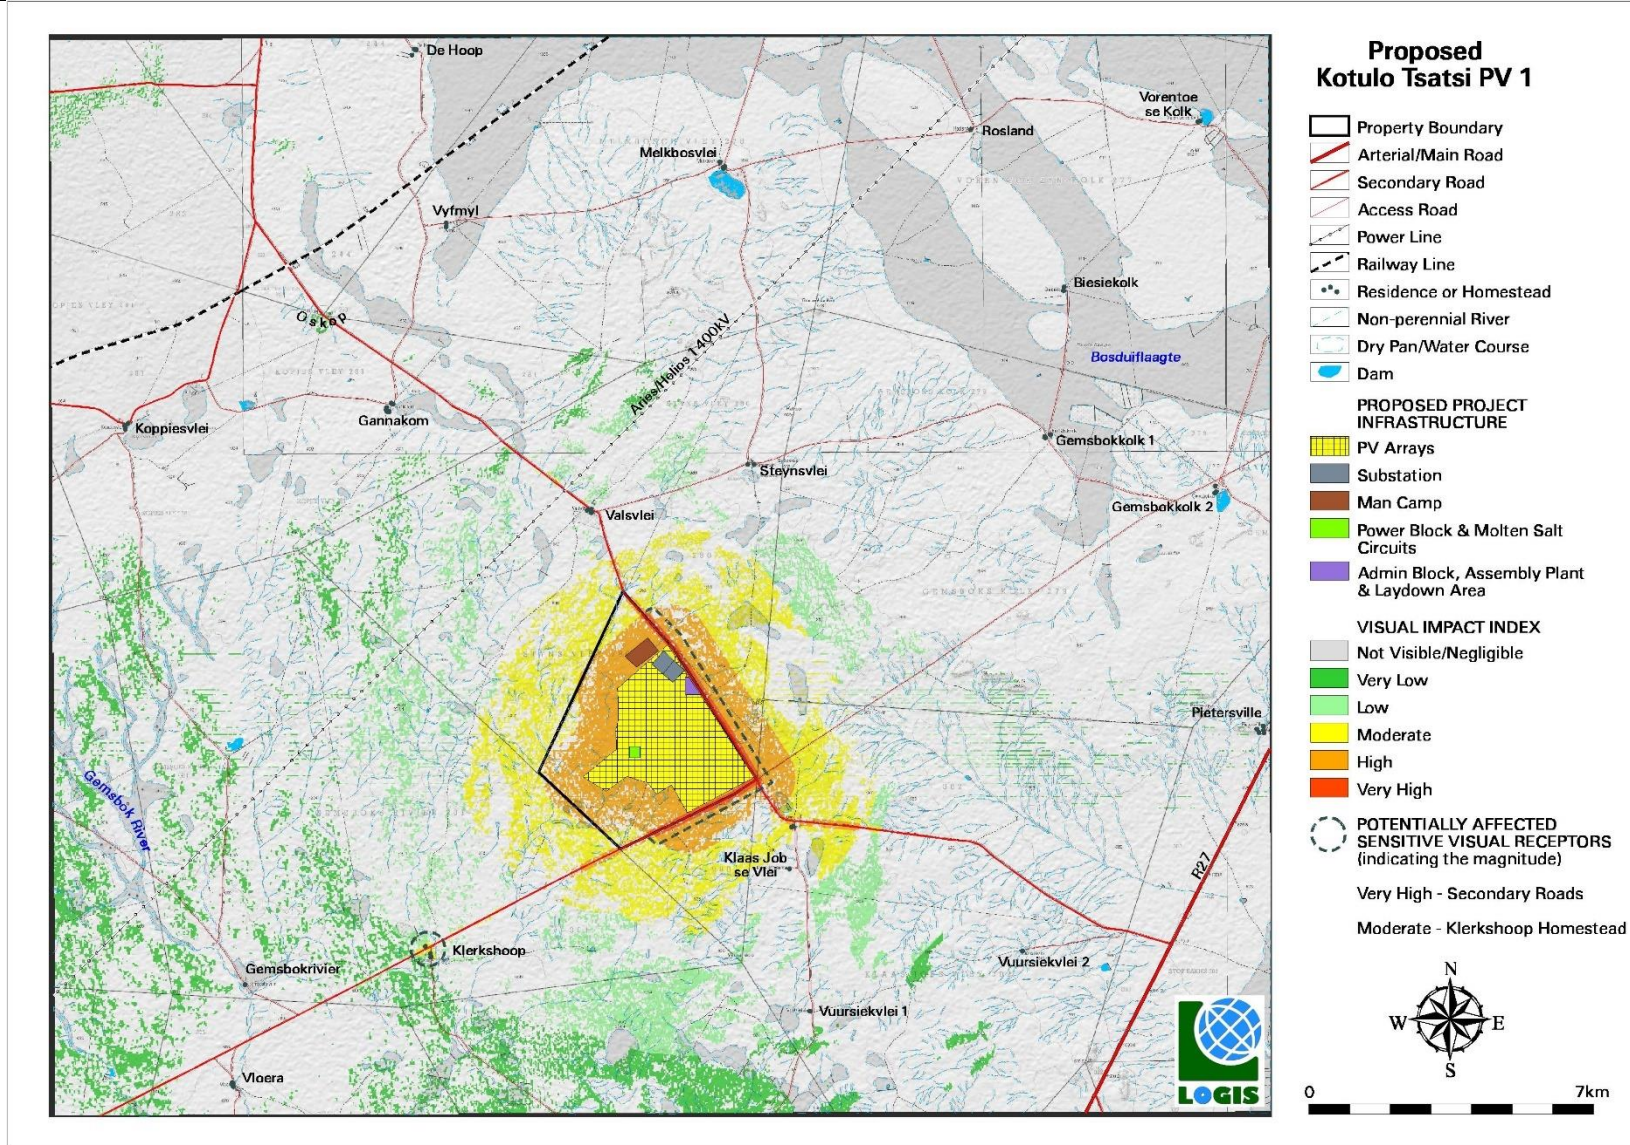 De Hoop
Vorentoe
se Kolk
Rosland
Melkbosvlei
Vyfmyl
Biesiekolk
Oskop
Bosduiflaagte
Aries/Helios 1 400kV
Gannakom
Koppiesvlei
Gemsbokkolk 1
Steynsvlei
Gemsbokkolk 2
Valsvlei
Pietersville
Gemsbok River
Klaas Job
se Vlei
R27
Klerkshoop
Gemsbokrivier
Vuursiekvlei 2
Vuursiekvlei 1
Vloera
LOGIS
Proposed
Kotulo Tsatsi PV 1
Property Boundary
Arterial/Main Road
Secondary Road
Access Road
Power Line
Railway Line
Residence or Homestead
Non-perennial River
Dry Pan/Water Course
Dam
PROPOSED PROJECT
INFRASTRUCTURE
PV Arrays
Substation
Man Camp
Power Block & Molten Salt
Circuits
Admin Block, Assembly Plant
& Laydown Area
VISUAL IMPACT INDEX
Not Visible/Negligible
Very Low
Low
Moderate
High
Very High
POTENTIALLY AFFECTED
SENSITIVE VISUAL RECEPTORS
(indicating the magnitude)
Very High - Secondary Roads
Moderate - Klerkshoop Homestead
N
W
E
S
0
7km